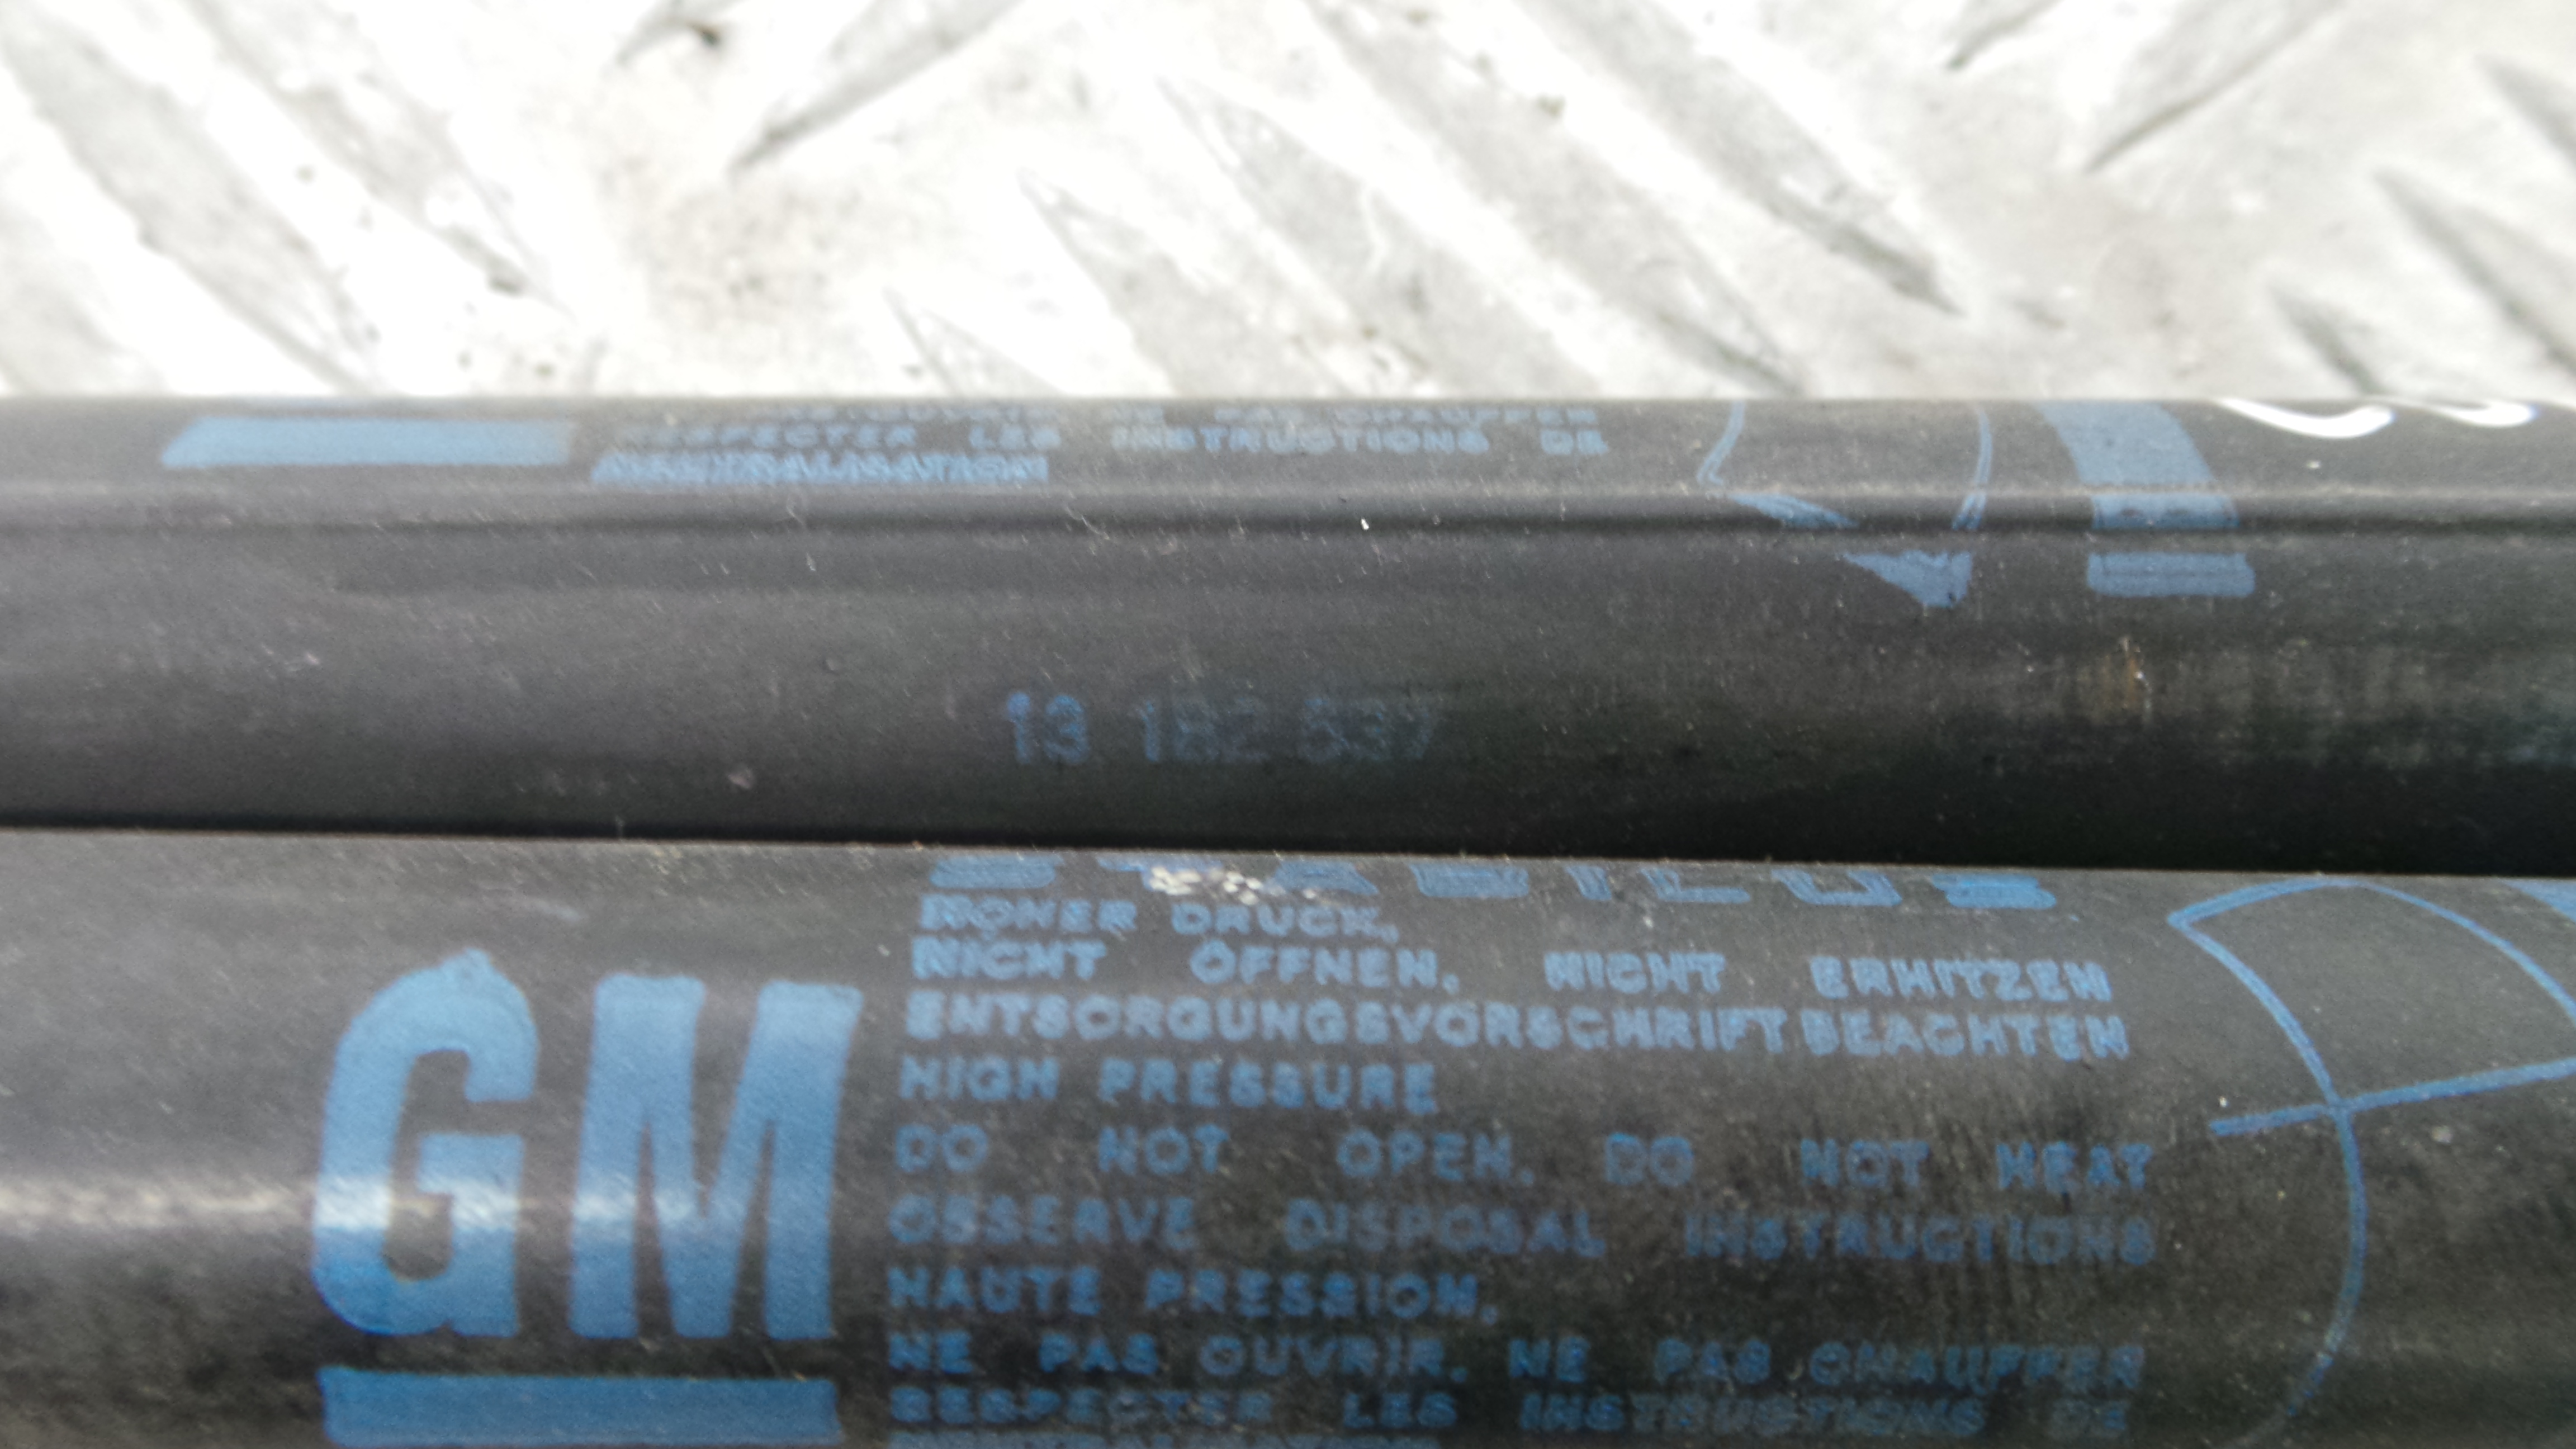 RESPECTER LES INSTRUCTIONS DE
NEUTRALISATION
13 182 537
STABILUS
HOHER DRUCK,
NICHT ÖFFNEN. NICHT ERHITZEN
ENTSORGUNGSVORSCHRIFT BEACHTEN
HIGH PRESSURE
DO NOT OPEN. DO NOT HEAT
OBSERVE DISPOSAL INSTRUCTIONS
HAUTE PRESSION.
NE PAS OUVRIR. NE PAS CHAUFFER
RESPECTER LES INSTRUCTIONS DE
GM